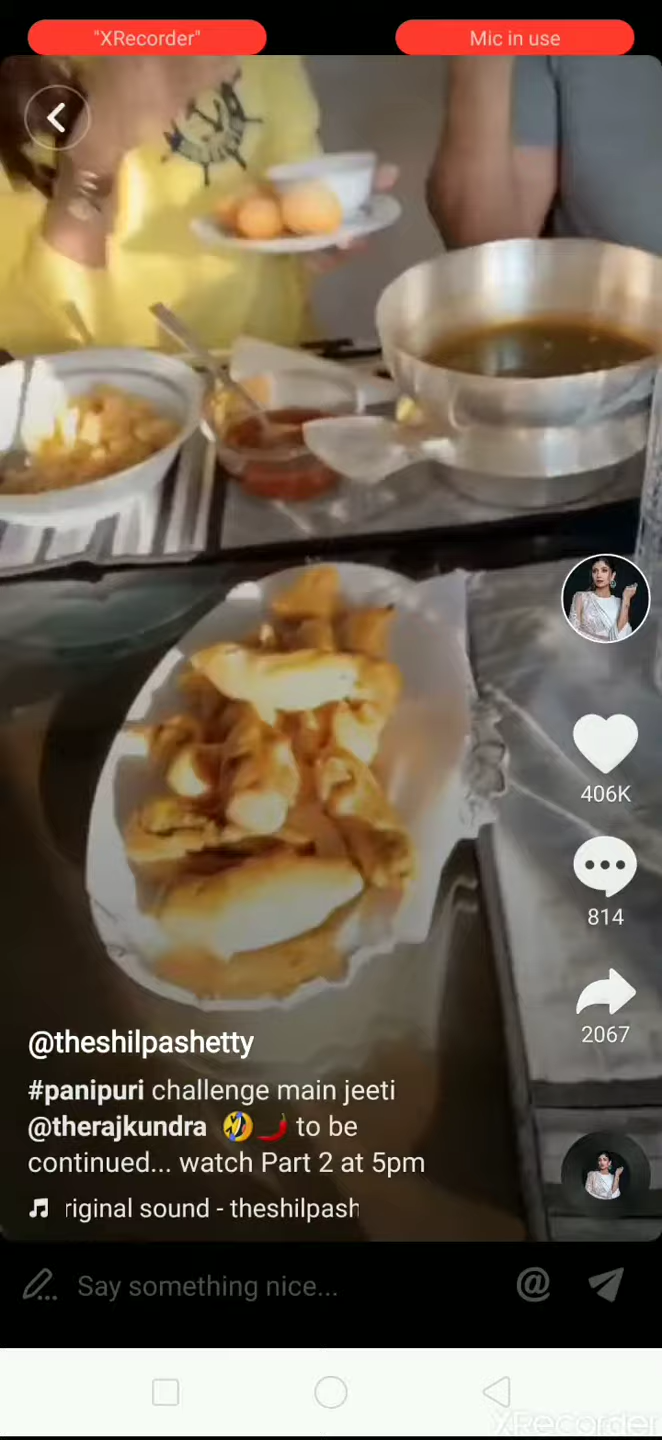 "XRecorder"
Mic in use
406K
814
2067
@theshilpashetty
#panipuri challenge main jeeti
@therajkundra 🤣🌶️ to be
continued... watch Part 2 at 5pm
riginal sound - theshilpash
Say something nice...
@
XRecorder